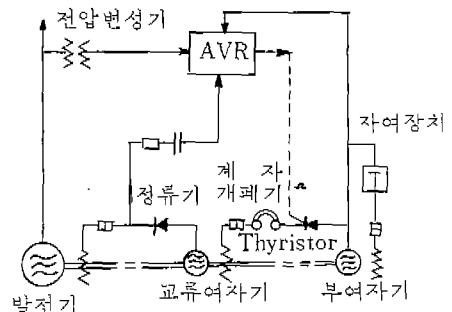 전압변성기
AVR
자여장치
계 자
개폐기
정류기
T
Thyristor
발전기
교류여자기
부여자기